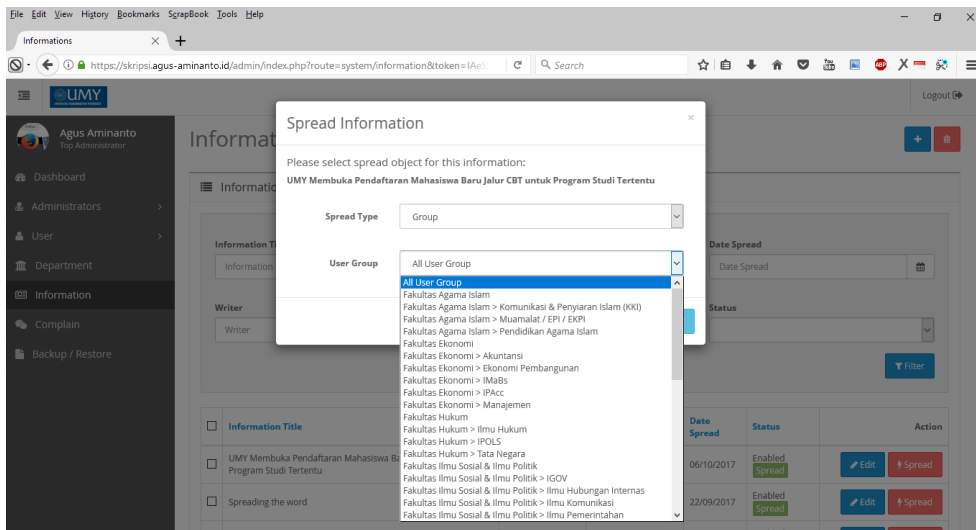 File Edit View History Bookmarks ScrapBook Tools Help
Informations
https://skripsi.agus-aminanto.id/admin/index.php?route=system/information&token=
Search
UMY
Logout
Agus Aminanto
Top Administrator
Dashboard
Administrators
User
Department
Information
Complain
Backup / Restore
Informat
Informatio
Information Ti
Information
Date Spread
Date Spread
Writer
Writer
Status
Filter
Spread Information
Please select spread object for this information:
UMY Membuka Pendaftaran Mahasiswa Baru Jalur CBT untuk Program Studi Tertentu
Spread Type
Group
User Group
All User Group
All User Group
Fakultas Agama Islam
Fakultas Agama Islam > Komunikasi & Penyiaran Islam (KKI)
Fakultas Agama Islam > Muamalat / EPI / EKPI
Fakultas Agama Islam > Pendidikan Agama Islam
Fakultas Ekonomi
Fakultas Ekonomi > Akuntansi
Fakultas Ekonomi > Ekonomi Pembangunan
Fakultas Ekonomi > IMaBs
Fakultas Ekonomi > IPAcc
Fakultas Ekonomi > Manajemen
Fakultas Hukum
Fakultas Hukum > Ilmu Hukum
Fakultas Hukum > IPOLS
Fakultas Hukum > Tata Negara
Fakultas Ilmu Sosial & Ilmu Politik
Fakultas Ilmu Sosial & Ilmu Politik > IGOV
Fakultas Ilmu Sosial & Ilmu Politik > Ilmu Hubungan Internas
Fakultas Ilmu Sosial & Ilmu Politik > Ilmu Komunikasi
Fakultas Ilmu Sosial & Ilmu Politik > Ilmu Pemerintahan
Information Title
Date
Spread
Status
Action
UMY Membuka Pendaftaran Mahasiswa Ba
Program Studi Tertentu
06/10/2017
Enabled
Spread
Edit
Spread
Spreading the word
22/09/2017
Enabled
Spread
Edit
Spread